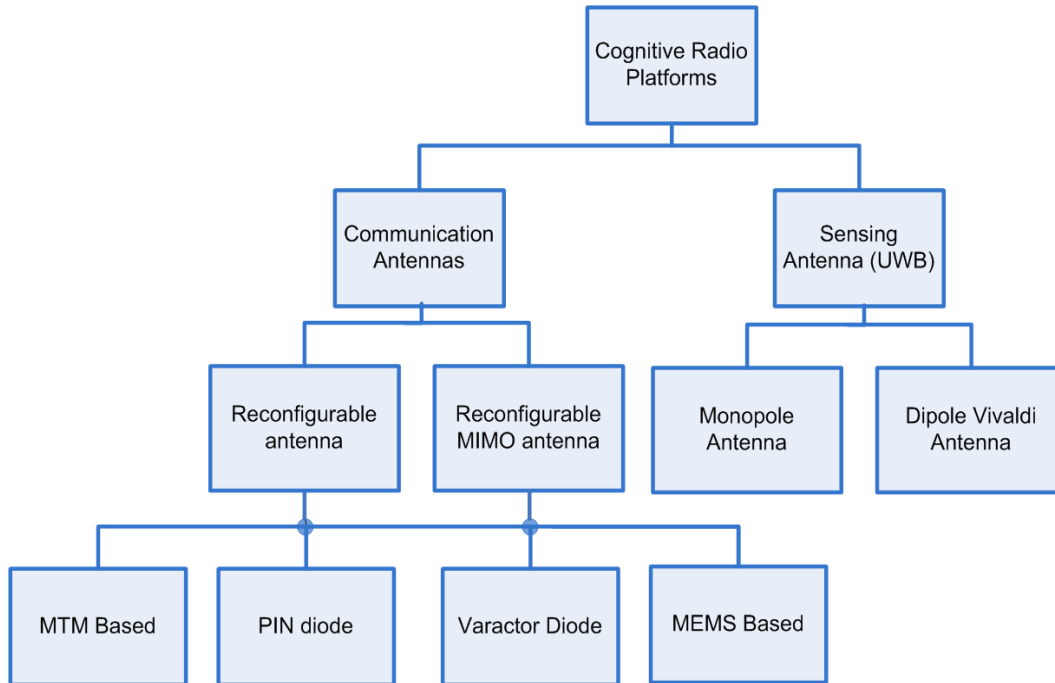 Cognitive Radio
Platforms
Communication
Antennas
Sensing
Antenna (UWB)
Reconfigurable
antenna
Reconfigurable
MIMO antenna
Monopole
Antenna
Dipole Vivaldi
Antenna
MTM Based
PIN diode
Varactor Diode
MEMS Based